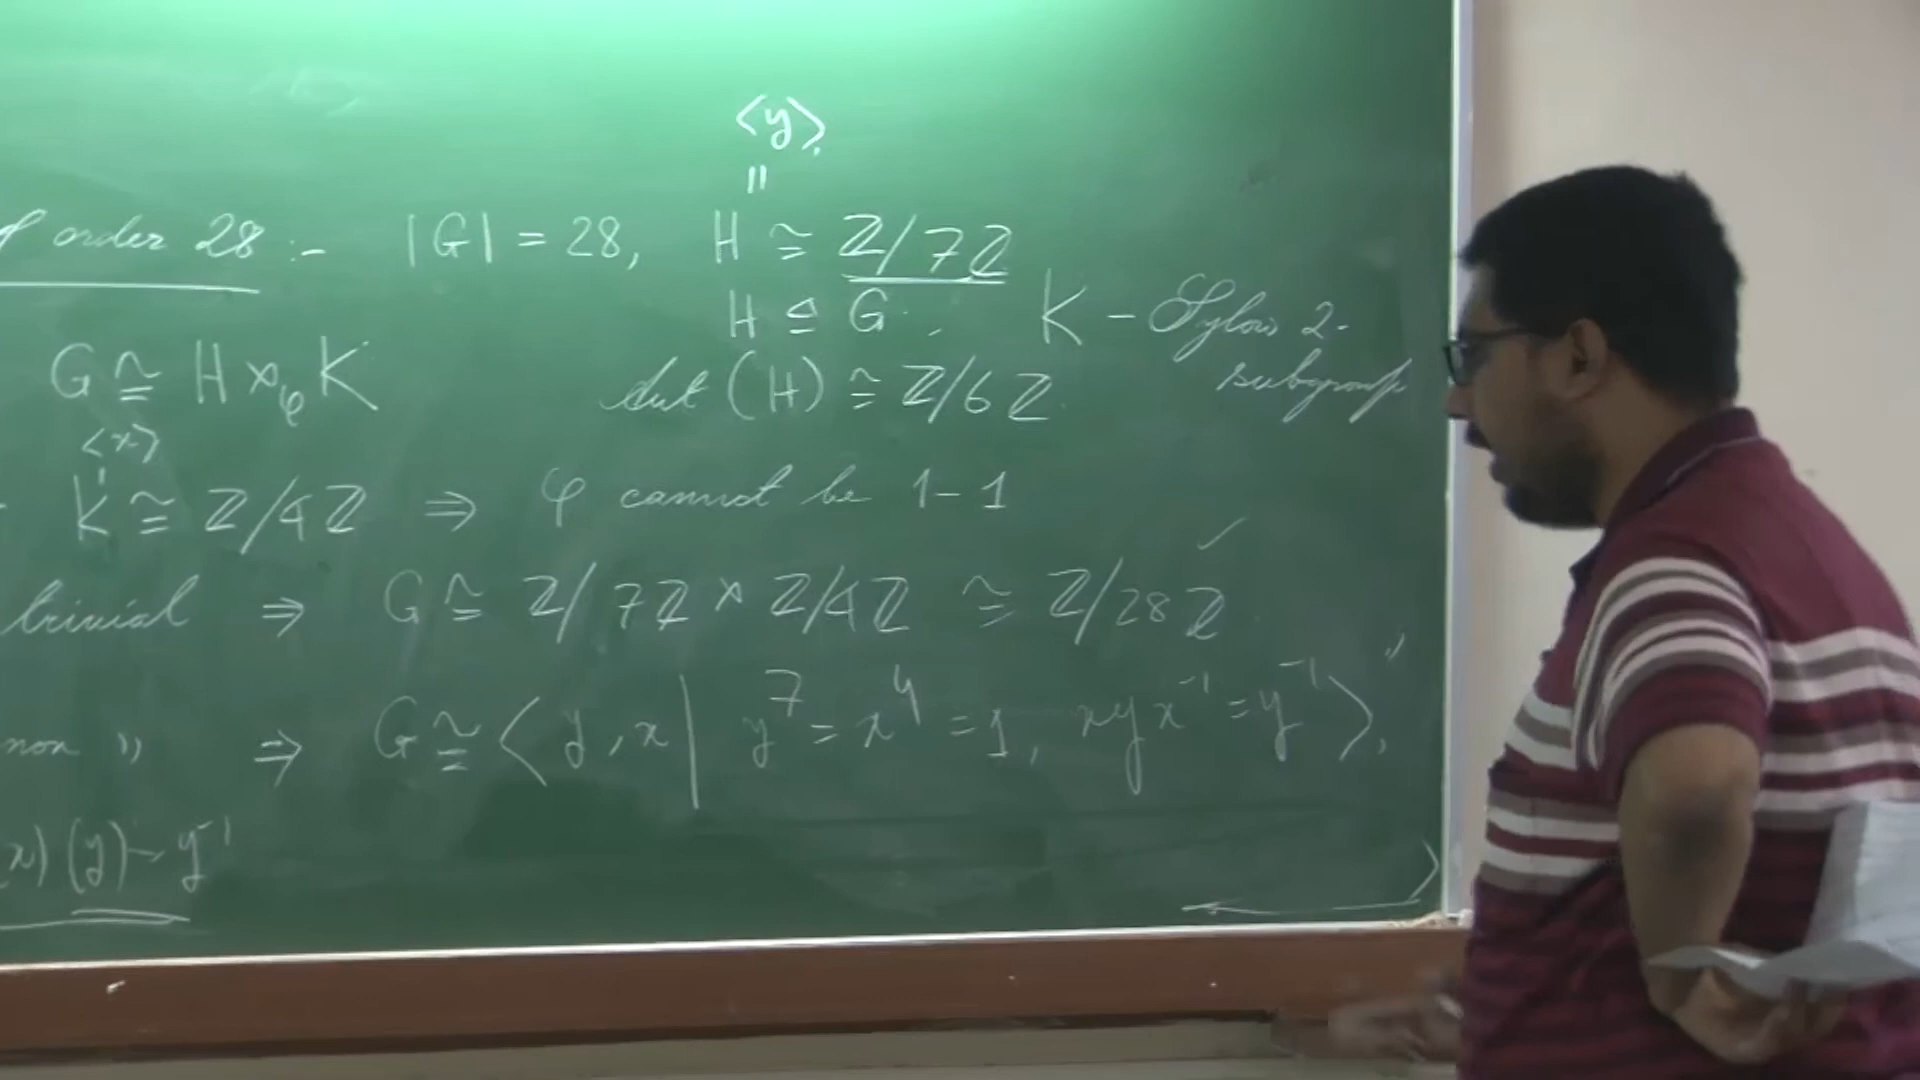 ⟨y⟩
=
order 28 :- |G| = 28, H ≅ Z/7Z
H ⊴ G. K - Sylow 2-
subgroup
G ≅ H ⋊_φ K Aut (H) ≅ Z/6Z
⟨x⟩
K ≅ Z/4Z ⇒ φ cannot be 1-1
trivial ⇒ G ≅ Z/7Z × Z/4Z ≅ Z/28Z ✓
non " ⇒ G ≅ ⟨ y, x | y⁷ = x⁴ = 1, xyx⁻¹ = y⁻¹ ⟩.
x) (y) = y⁻¹